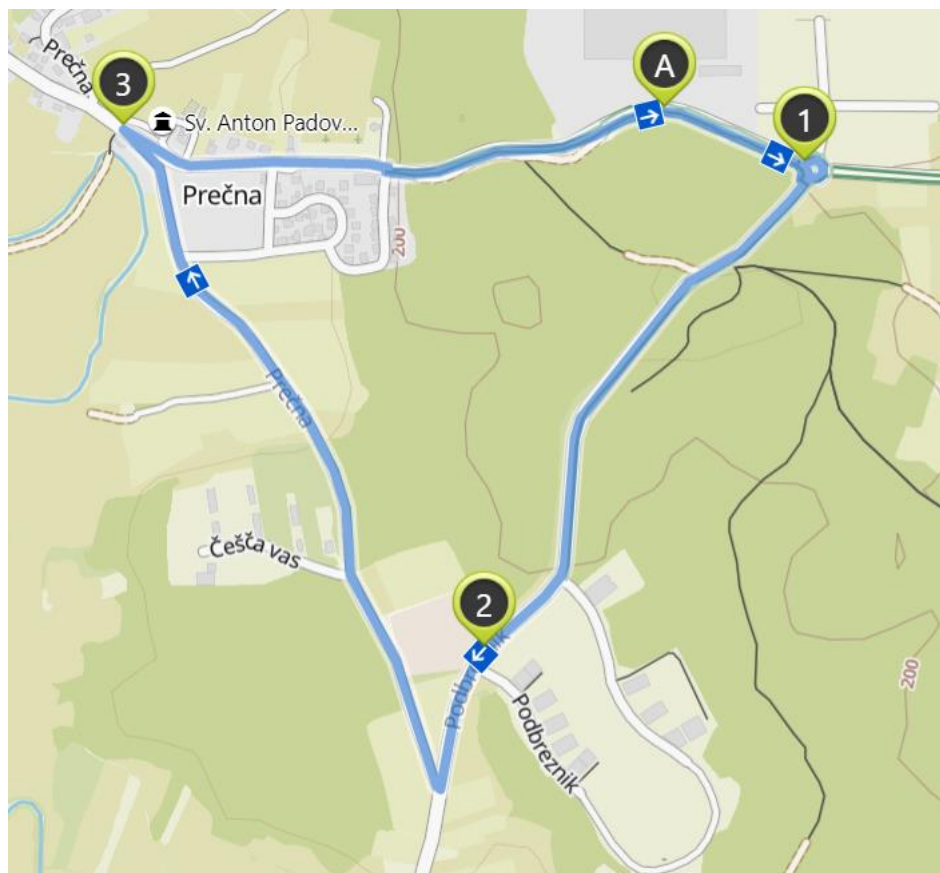 Prečna
3
Sv. Anton Padov...
A
1
Prečna
200
Prečna
Češča vas
2
Podbreznik
Podbreznik
200